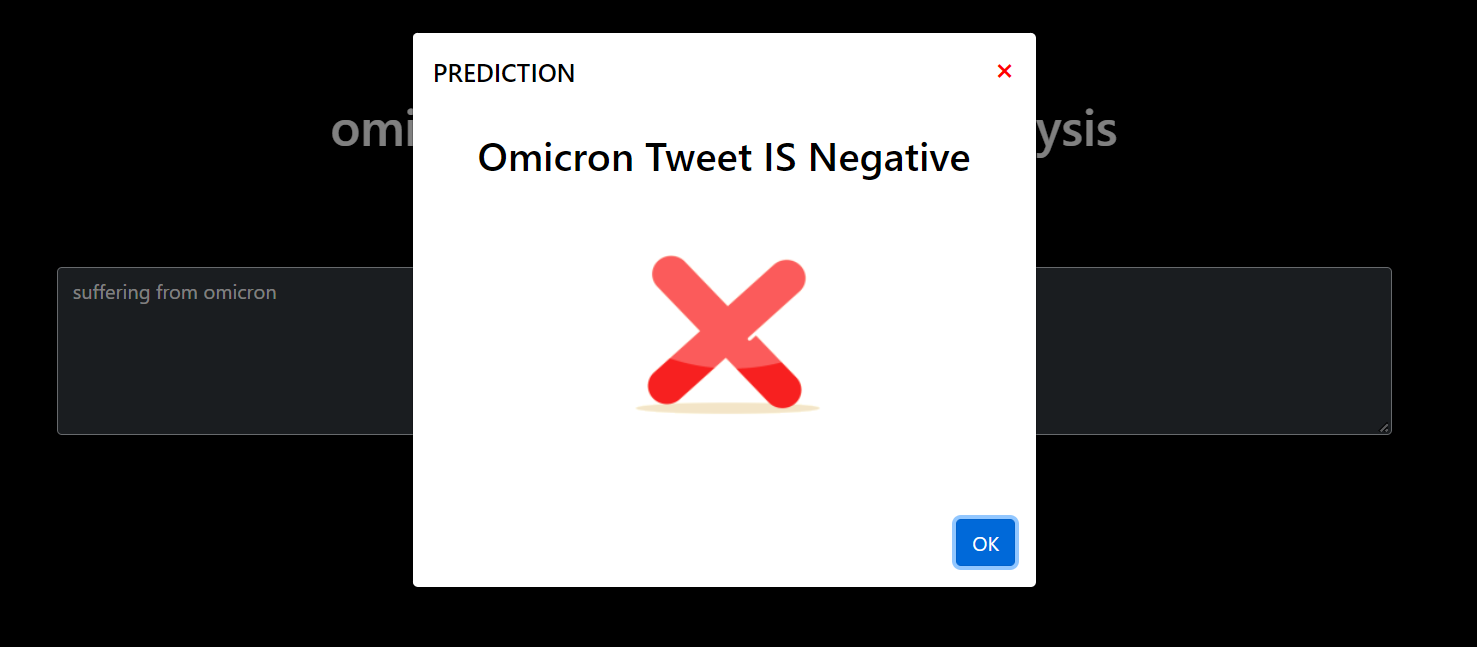 PREDICTION
Omicron Tweet IS Negative
suffering from omicron
OK